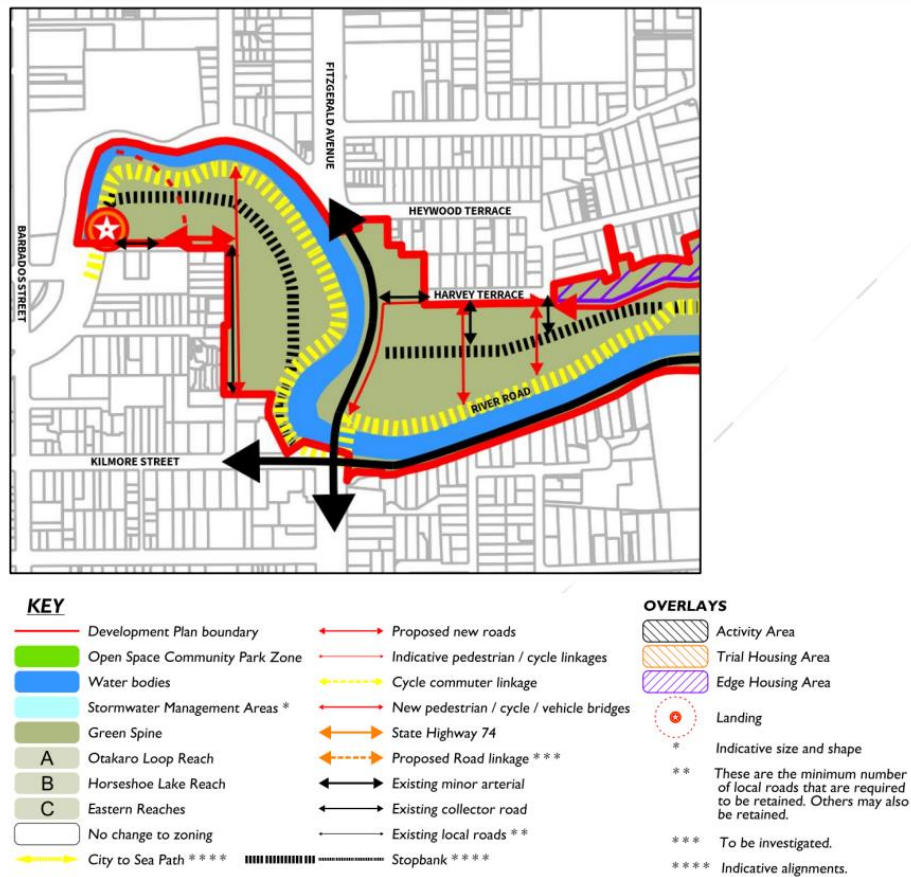 FITZGERALD AVENUE
HEYWOOD TERRACE
BARBADOS STREET
HARVEY TERRACE
RIVER ROAD
KILMORE STREET
KEY
Development Plan boundary
Open Space Community Park Zone
Water bodies
Stormwater Management Areas *
Green Spine
A Otakaro Loop Reach
B Horseshoe Lake Reach
C Eastern Reaches
No change to zoning
City to Sea Path ****
Proposed new roads
Indicative pedestrian / cycle linkages
Cycle commuter linkage
New pedestrian / cycle / vehicle bridges
State Highway 74
Proposed Road linkage ***
Existing minor arterial
Existing collector road
Existing local roads **
Stopbank ****
OVERLAYS
Activity Area
Trial Housing Area
Edge Housing Area
Landing
* Indicative size and shape
** These are the minimum number
of local roads that are required
to be retained. Others may also
be retained.
*** To be investigated.
**** Indicative alignments.